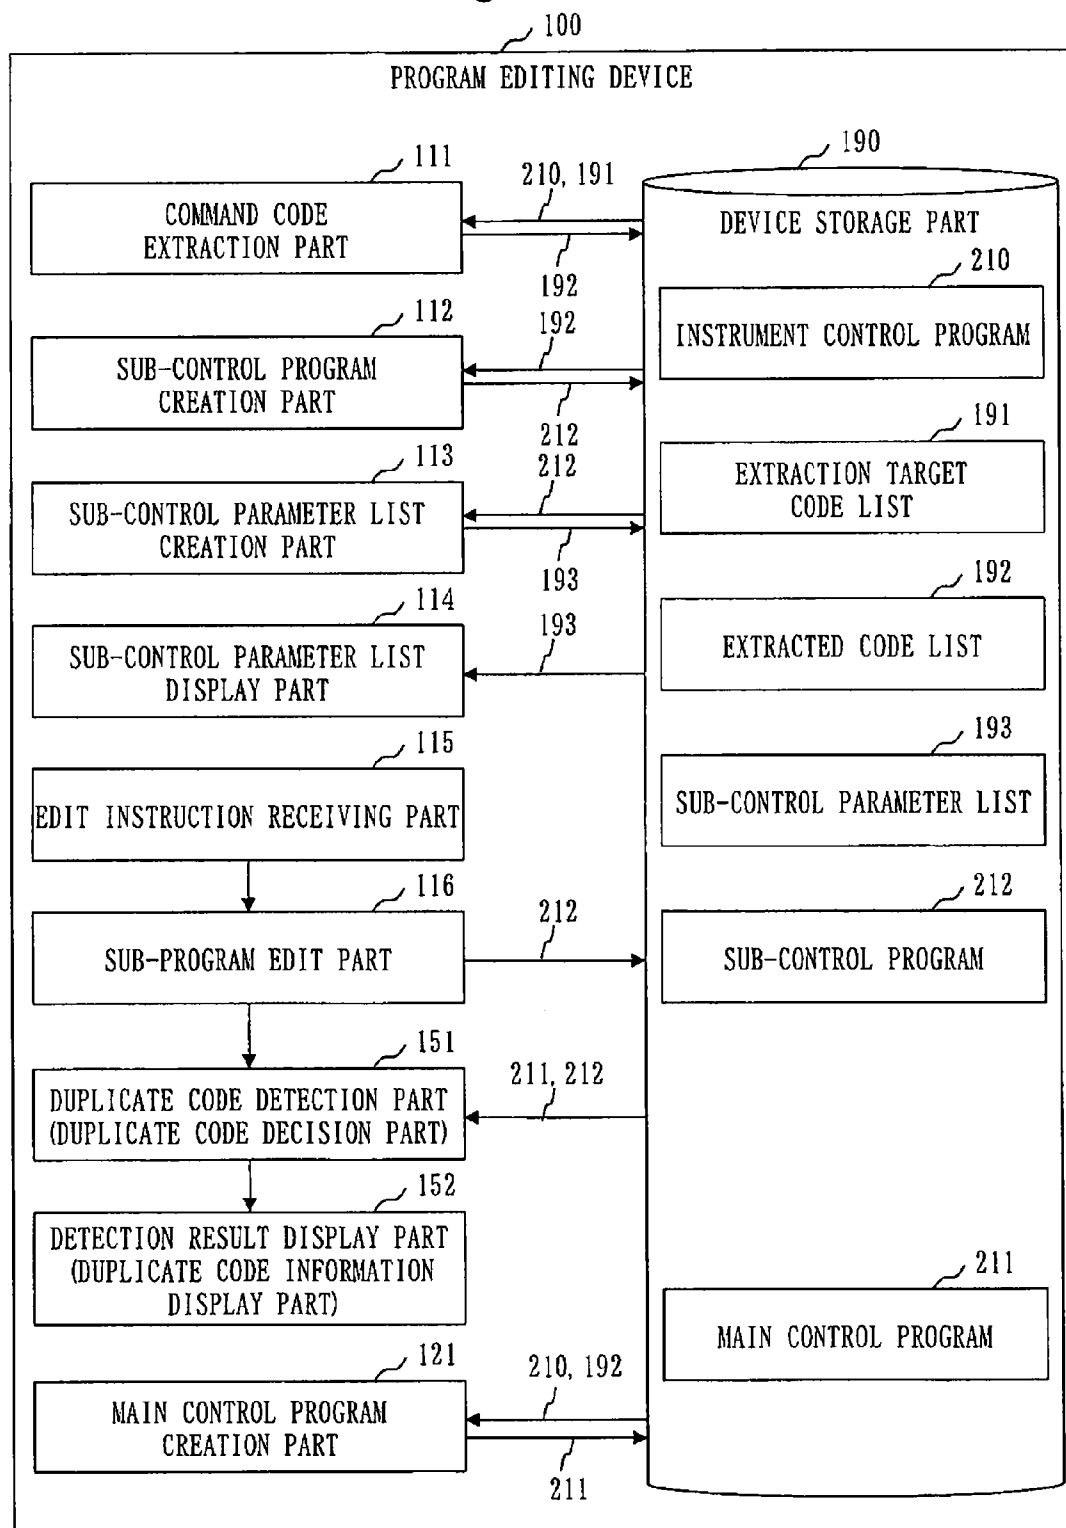 100
PROGRAM EDITING DEVICE
111
COMMAND CODE
EXTRACTION PART
210, 191
192
190
DEVICE STORAGE PART
210
INSTRUMENT CONTROL PROGRAM
112
SUB-CONTROL PROGRAM
CREATION PART
192
212
191
EXTRACTION TARGET
CODE LIST
113
SUB-CONTROL PARAMETER LIST
CREATION PART
212
193
192
EXTRACTED CODE LIST
114
SUB-CONTROL PARAMETER LIST
DISPLAY PART
193
193
SUB-CONTROL PARAMETER LIST
115
EDIT INSTRUCTION RECEIVING PART
116
SUB-PROGRAM EDIT PART
212
212
SUB-CONTROL PROGRAM
151
DUPLICATE CODE DETECTION PART
(DUPLICATE CODE DECISION PART)
211, 212
152
DETECTION RESULT DISPLAY PART
(DUPLICATE CODE INFORMATION
DISPLAY PART)
211
MAIN CONTROL PROGRAM
121
MAIN CONTROL PROGRAM
CREATION PART
210, 192
211